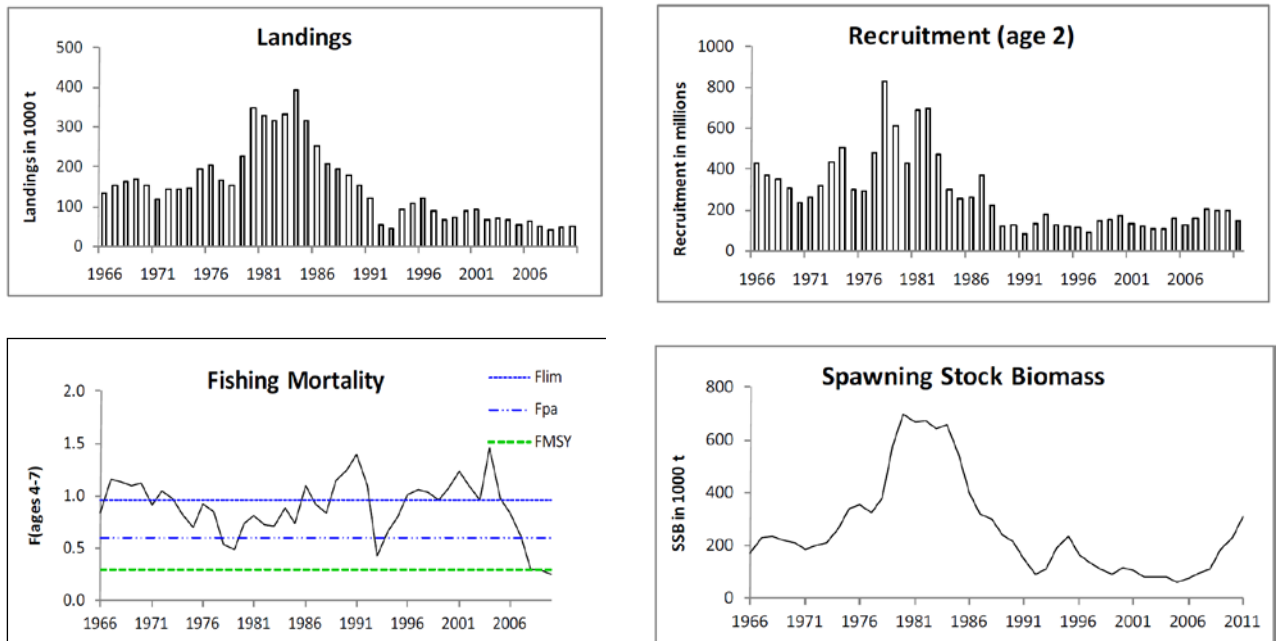 Landings
Landings in 1000 t
500
400
300
200
100
0
1966 1971 1976 1981 1986 1991 1996 2001 2006
Recruitment (age 2)
Recruitment in millions
1000
800
600
400
200
0
1966 1971 1976 1981 1986 1991 1996 2001 2006
Fishing Mortality
Flim
Fpa
FMSY
F(ages 4-7)
2.0
1.5
1.0
0.5
0.0
1966 1971 1976 1981 1986 1991 1996 2001 2006
Spawning Stock Biomass
SSB in 1000 t
800
600
400
200
0
1966 1971 1976 1981 1986 1991 1996 2001 2006 2011